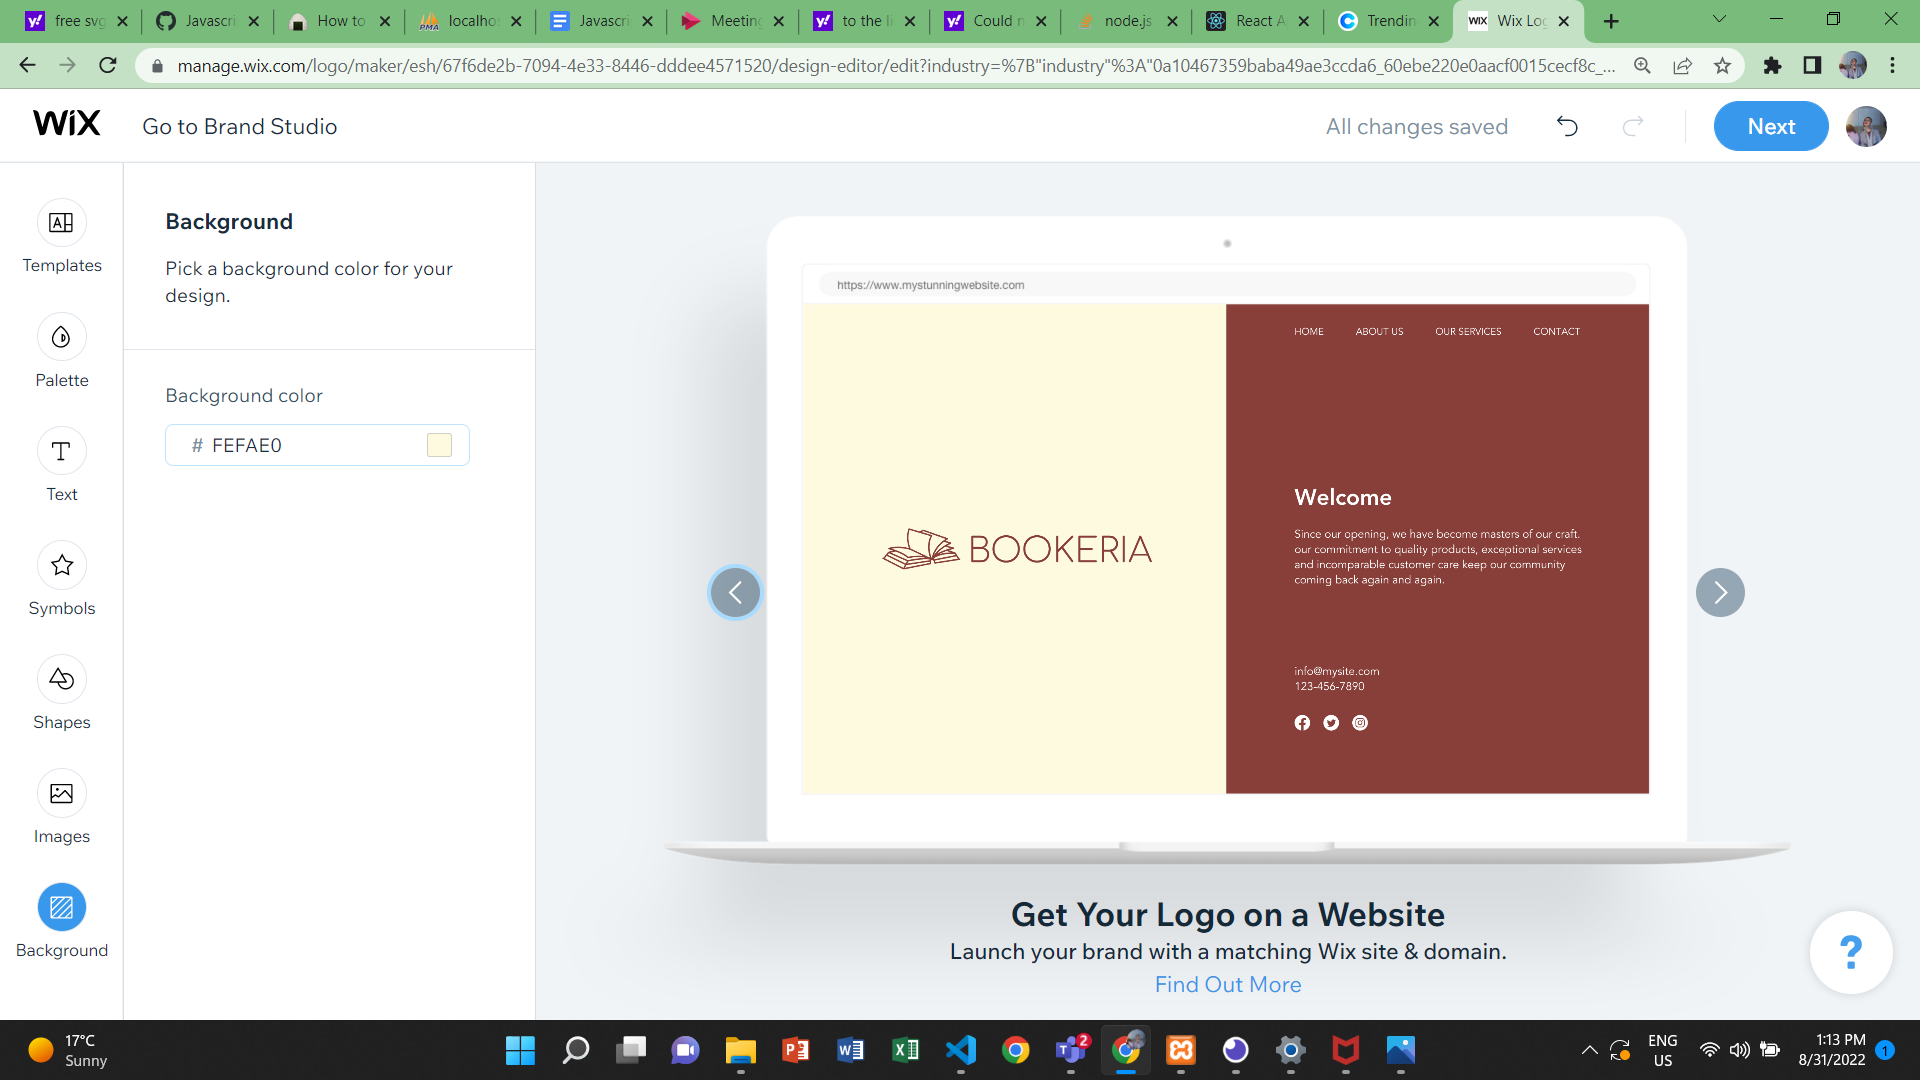 free svg
Javascri
How to
localhos
Javascri
Meeting
to the li
Could n
node.js
React A
Trendin
WIX Wix Log
manage.wix.com/logo/maker/esh/67f6de2b-7094-4e33-8446-dddee4571520/design-editor/edit?industry=%7B"industry"%3A"0a10467359baba49ae3ccda6_60ebe220e0aacf0015cecf8c_...
WiX
Go to Brand Studio
All changes saved
Next
Templates
Palette
Text
Symbols
Shapes
Images
Background
Background
Pick a background color for your
design.
Background color
# FEFAE0
https://www.mystunningwebsite.com
BOOKERIA
HOME ABOUT US OUR SERVICES CONTACT
Welcome
Since our opening, we have become masters of our craft.
our commitment to quality products, exceptional services
and incomparable customer care keep our community
coming back again and again.
info@mysite.com
123-456-7890
Get Your Logo on a Website
Launch your brand with a matching Wix site & domain.
Find Out More
?
17°C
Sunny
2
ENG
US
1:13 PM
8/31/2022
1